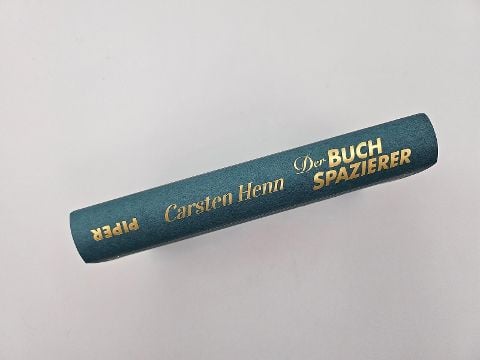 Der BUCH
SPAZIERER
Carsten Henn
PIPER